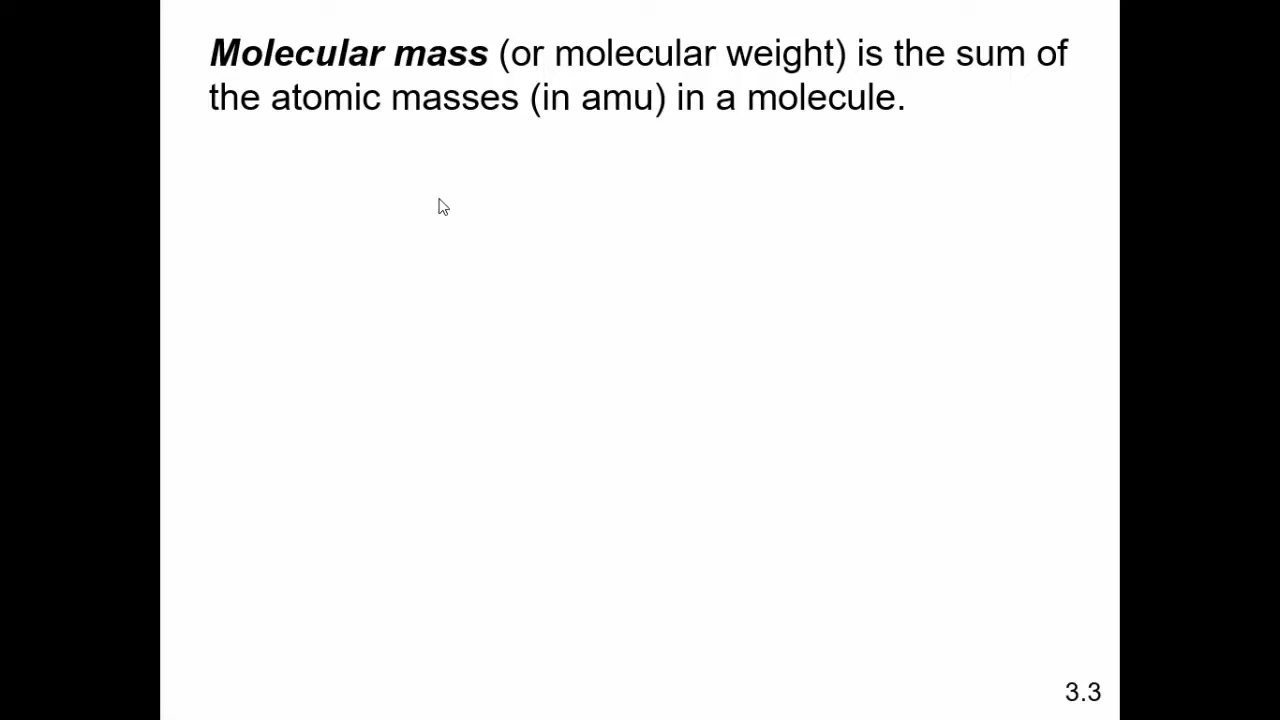 Molecular mass (or molecular weight) is the sum of
the atomic masses (in amu) in a molecule.
3.3